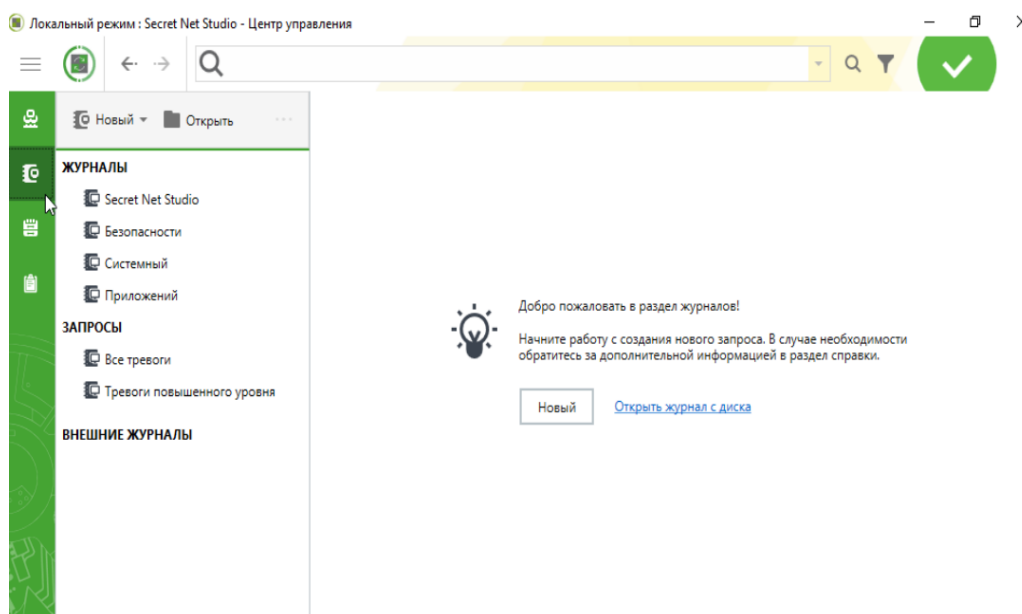 Локальный режим : Secret Net Studio - Центр управления
Новый
Открыть
ЖУРНАЛЫ
Secret Net Studio
Безопасности
Системный
Приложений
ЗАПРОСЫ
Все тревоги
Тревоги повышенного уровня
ВНЕШНИЕ ЖУРНАЛЫ
Добро пожаловать в раздел журналов!
Начните работу с создания нового запроса. В случае необходимости
обратитесь за дополнительной информацией в раздел справки.
Новый
Открыть журнал с диска